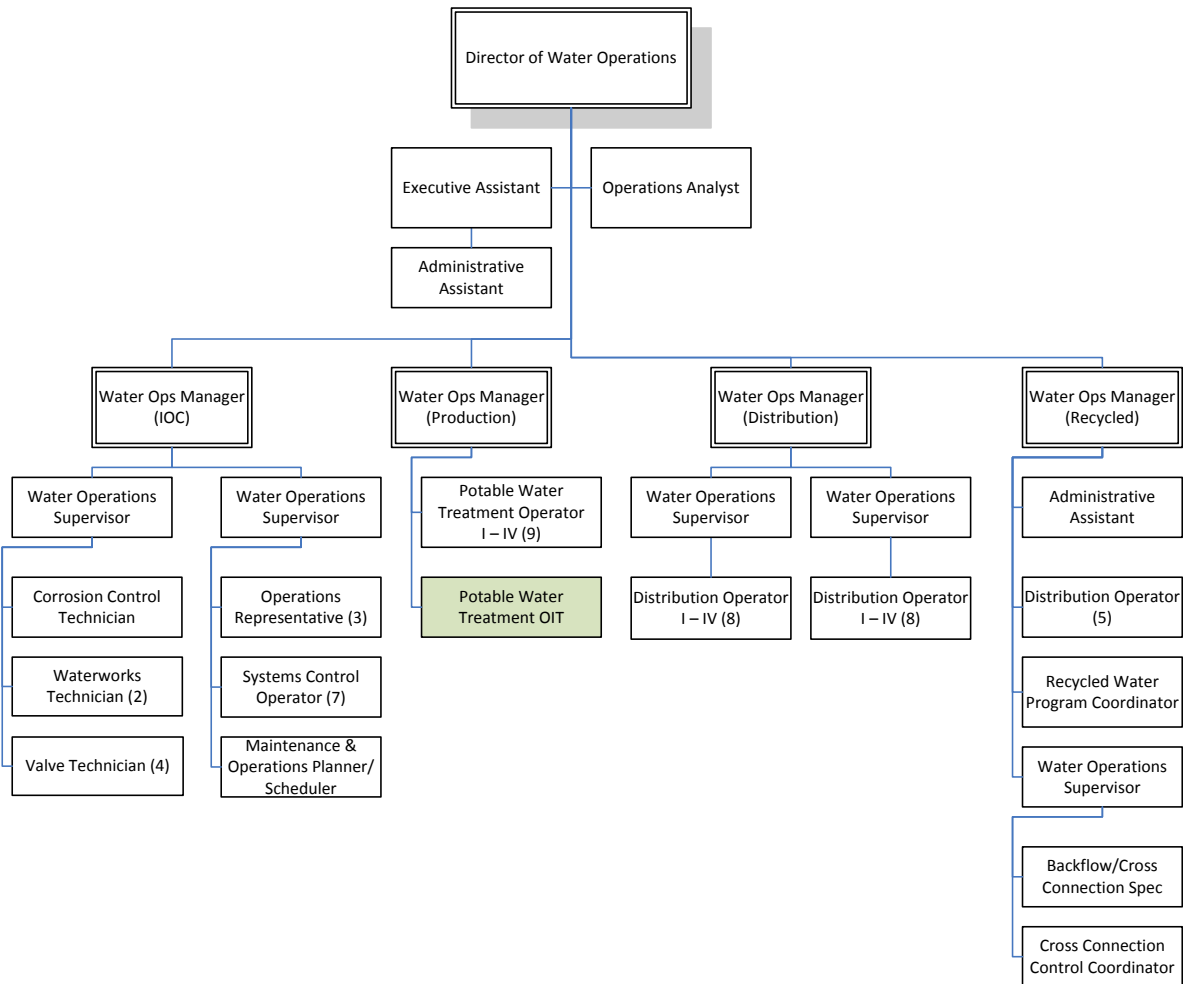 Director of Water Operations
Executive Assistant
Operations Analyst
Administrative
Assistant
Water Ops Manager
(IOC)
Water Ops Manager
(Production)
Water Ops Manager
(Distribution)
Water Ops Manager
(Recycled)
Water Operations
Supervisor
Corrosion Control
Technician
Waterworks
Technician (2)
Valve Technician (4)
Water Operations
Supervisor
Operations
Representative (3)
Systems Control
Operator (7)
Maintenance &
Operations Planner/
Scheduler
Potable Water
Treatment Operator
I – IV (9)
Potable Water
Treatment OIT
Water Operations
Supervisor
Distribution Operator
I – IV (8)
Water Operations
Supervisor
Distribution Operator
I – IV (8)
Administrative
Assistant
Distribution Operator
(5)
Recycled Water
Program Coordinator
Water Operations
Supervisor
Backflow/Cross
Connection Spec
Cross Connection
Control Coordinator